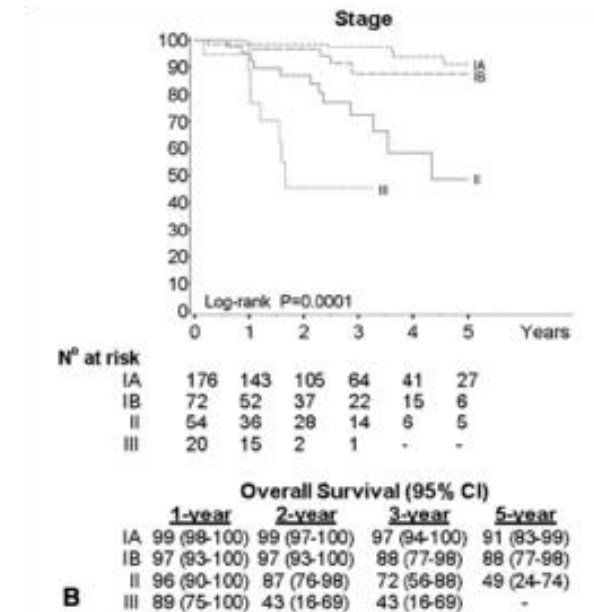 Stage
100
90
80
70
60
50
40
30
20
10
0
IA
IB
II
III
Log-rank P=0.0001
0 1 2 3 4 5 Years
Nº at risk
IA 176 143 105 64 41 27
IB 72 52 37 22 15 6
II 54 36 28 14 6 5
III 20 15 2 1 - -
Overall Survival (95% CI)
1-year 2-year 3-year 5-year
IA 99 (98-100) 99 (97-100) 97 (94-100) 91 (83-99)
IB 97 (93-100) 97 (93-100) 88 (77-98) 88 (77-98)
II 96 (90-100) 87 (76-98) 72 (56-88) 49 (24-74)
III 89 (75-100) 43 (16-69) 43 (16-69) -
B